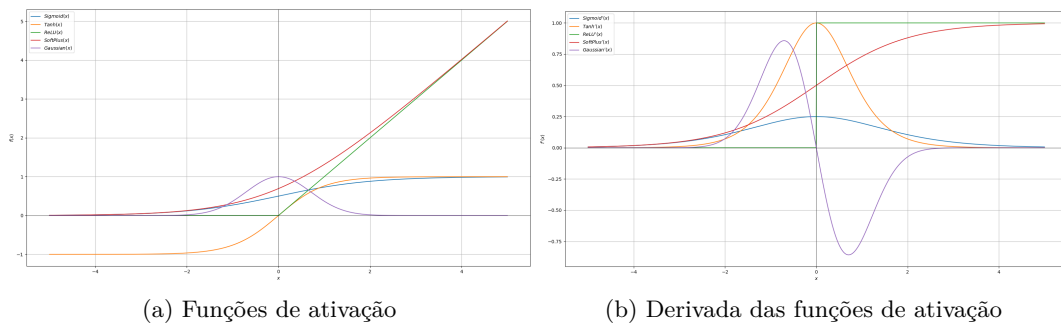 Sigmoid(x)
Tanh(x)
ReLU(x)
SoftPlus(x)
Gaussian(x)
5
4
3
2
1
0
−1
f(x)
−4
−2
0
2
4
x
(a) Funções de ativação
Sigmoid'(x)
Tanh'(x)
ReLU'(x)
SoftPlus'(x)
Gaussian'(x)
1.00
0.75
0.50
0.25
0.00
−0.25
−0.50
−0.75
f'(x)
−4
−2
0
2
4
x
(b) Derivada das funções de ativação